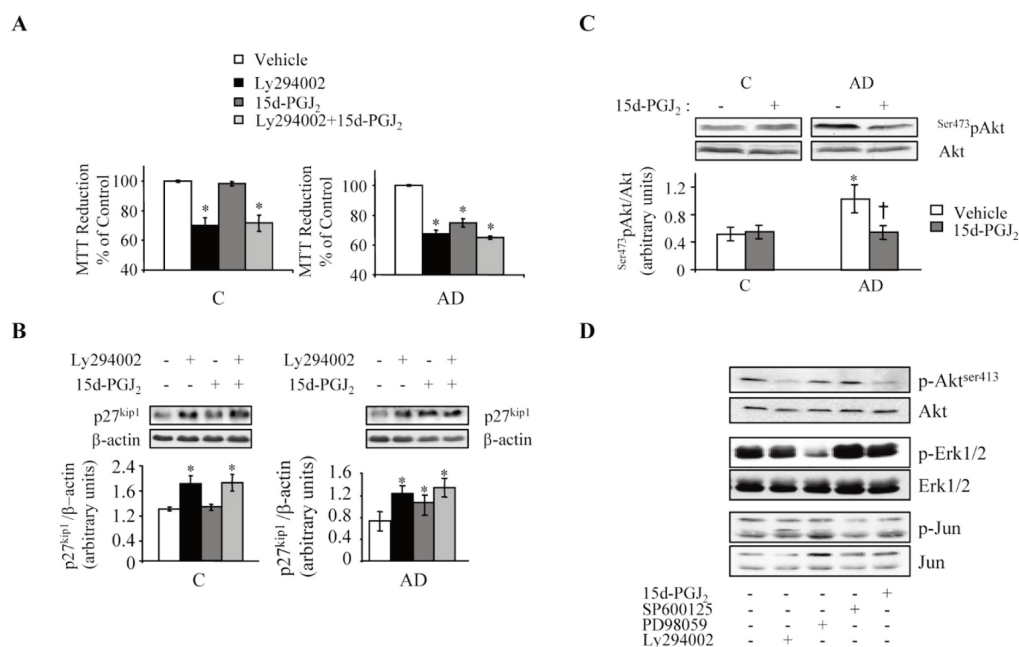 A
Vehicle
Ly294002
15d-PGJ₂
Ly294002+15d-PGJ₂
MTT Reduction
% of Control
100
80
60
40
*
*
C
MTT Reduction
% of Control
100
80
60
40
*
*
*
AD
B
Ly294002 - + - + - + - +
15d-PGJ₂ - - + + 15d-PGJ₂ - - + +
Ly294002
p27kip1
p27kip1
β-actin
β-actin
p27kip1/β-actin
(arbitrary units)
2.4
1.8
1.2
0.6
0
*
*
C
p27kip1/β-actin
(arbitrary units)
1.6
1.2
0.8
0.4
0.0
*
*
*
AD
C
C AD
15d-PGJ₂ : - + - +
Ser473pAkt
Akt
Ser473pAkt/Akt
(arbitrary units)
1.2
0.8
0.4
0
*
†
Vehicle
15d-PGJ₂
C
AD
D
p-Aktser413
Akt
p-Erk1/2
Erk1/2
p-Jun
Jun
15d-PGJ₂ - - - - +
SP600125 - - - + -
PD98059 - - + - -
Ly294002 - + - - -